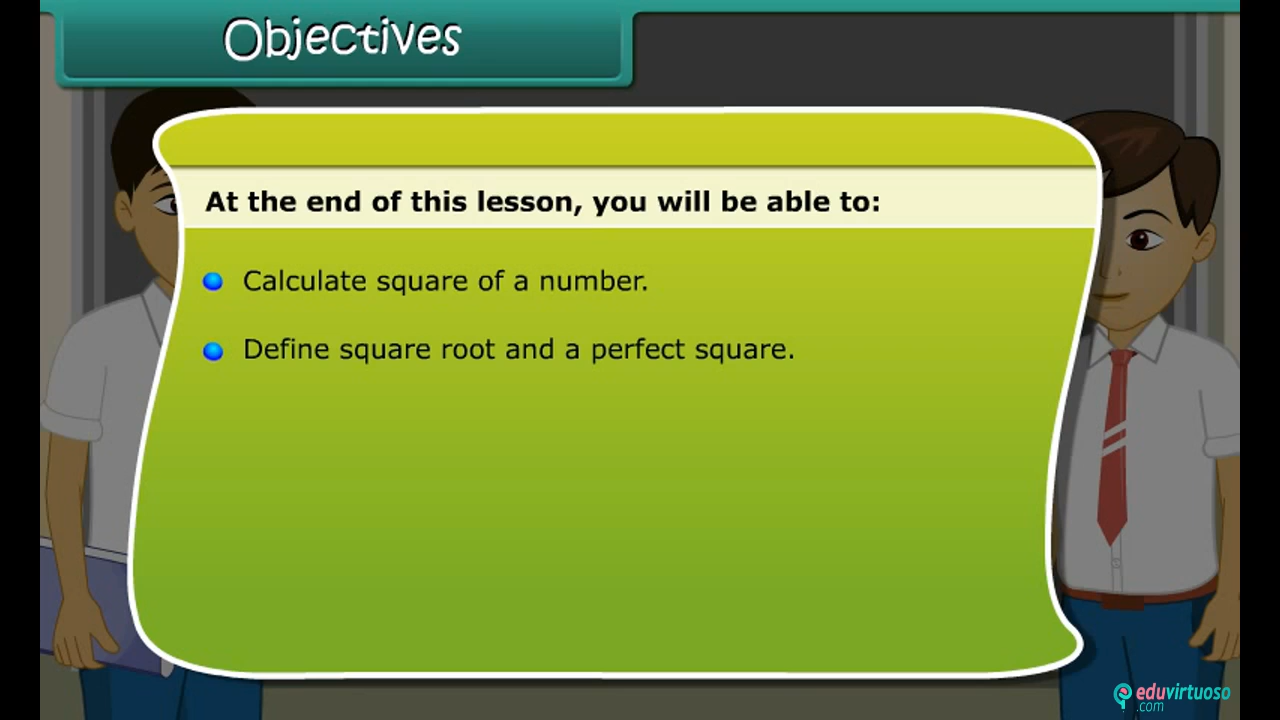 Objectives
At the end of this lesson, you will be able to:
Calculate square of a number.
Define square root and a perfect square.
eduvirtuoso
.com